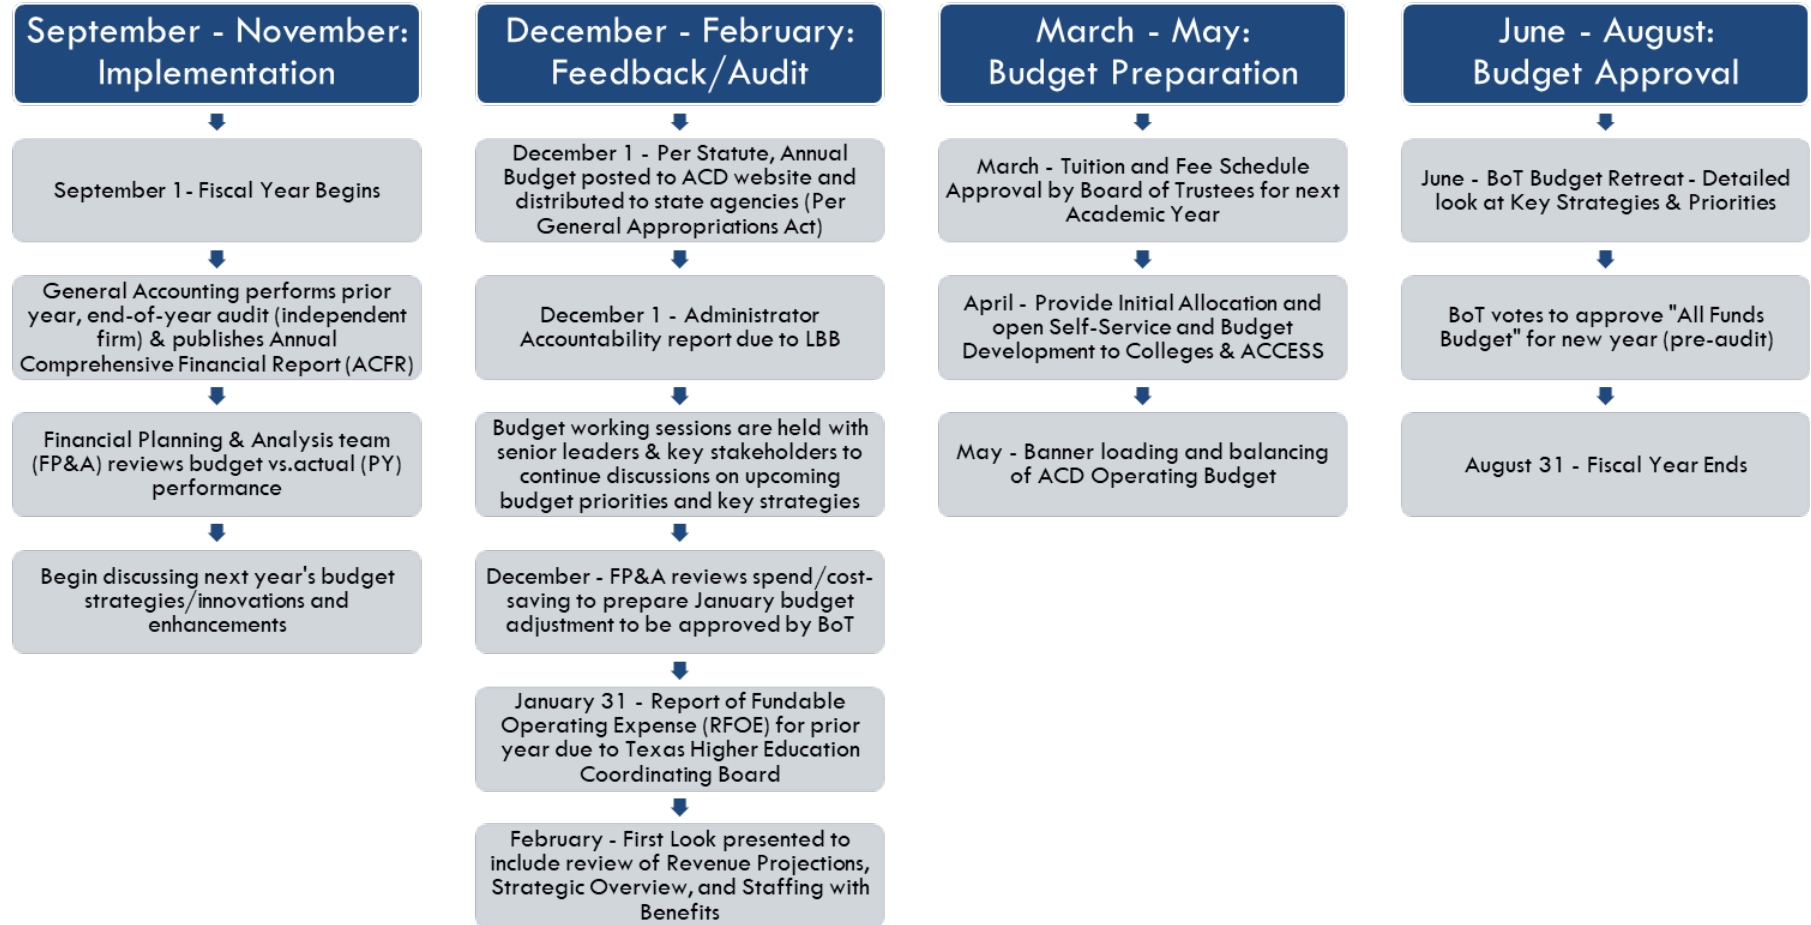 September - November:
Implementation
September 1- Fiscal Year Begins
General Accounting performs prior
year, end-of-year audit (independent
firm) & publishes Annual
Comprehensive Financial Report (ACFR)
Financial Planning & Analysis team
(FP&A) reviews budget vs.actual (PY)
performance
Begin discussing next year's budget
strategies/innovations and
enhancements
December - February:
Feedback/Audit
December 1 - Per Statute, Annual
Budget posted to ACD website and
distributed to state agencies (Per
General Appropriations Act)
December 1 - Administrator
Accountability report due to LBB
Budget working sessions are held with
senior leaders & key stakeholders to
continue discussions on upcoming
budget priorities and key strategies
December - FP&A reviews spend/cost-
saving to prepare January budget
adjustment to be approved by BoT
January 31 - Report of Fundable
Operating Expense (RFOE) for prior
year due to Texas Higher Education
Coordinating Board
February - First Look presented to
include review of Revenue Projections,
Strategic Overview, and Staffing with
Benefits
March - May:
Budget Preparation
March - Tuition and Fee Schedule
Approval by Board of Trustees for next
Academic Year
April - Provide Initial Allocation and
open Self-Service and Budget
Development to Colleges & ACCESS
May - Banner loading and balancing
of ACD Operating Budget
June - August:
Budget Approval
June - BoT Budget Retreat - Detailed
look at Key Strategies & Priorities
BoT votes to approve "All Funds
Budget" for new year (pre-audit)
August 31 - Fiscal Year Ends